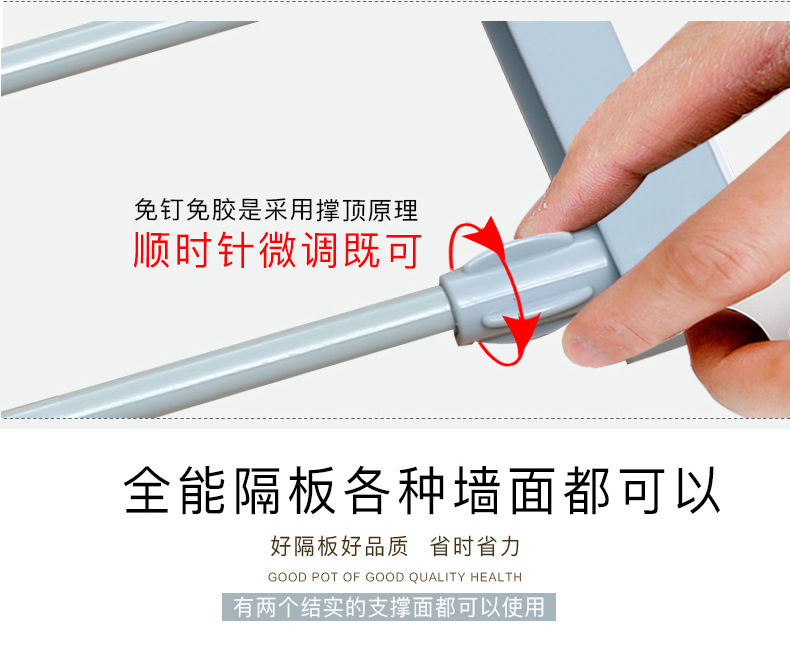 免钉免胶是采用撑顶原理
顺时针微调既可
全能隔板各种墙面都可以
好隔板好品质 省时省力
GOOD POT OF GOOD QUALITY HEALTH
有两个结实的支撑面都可以使用